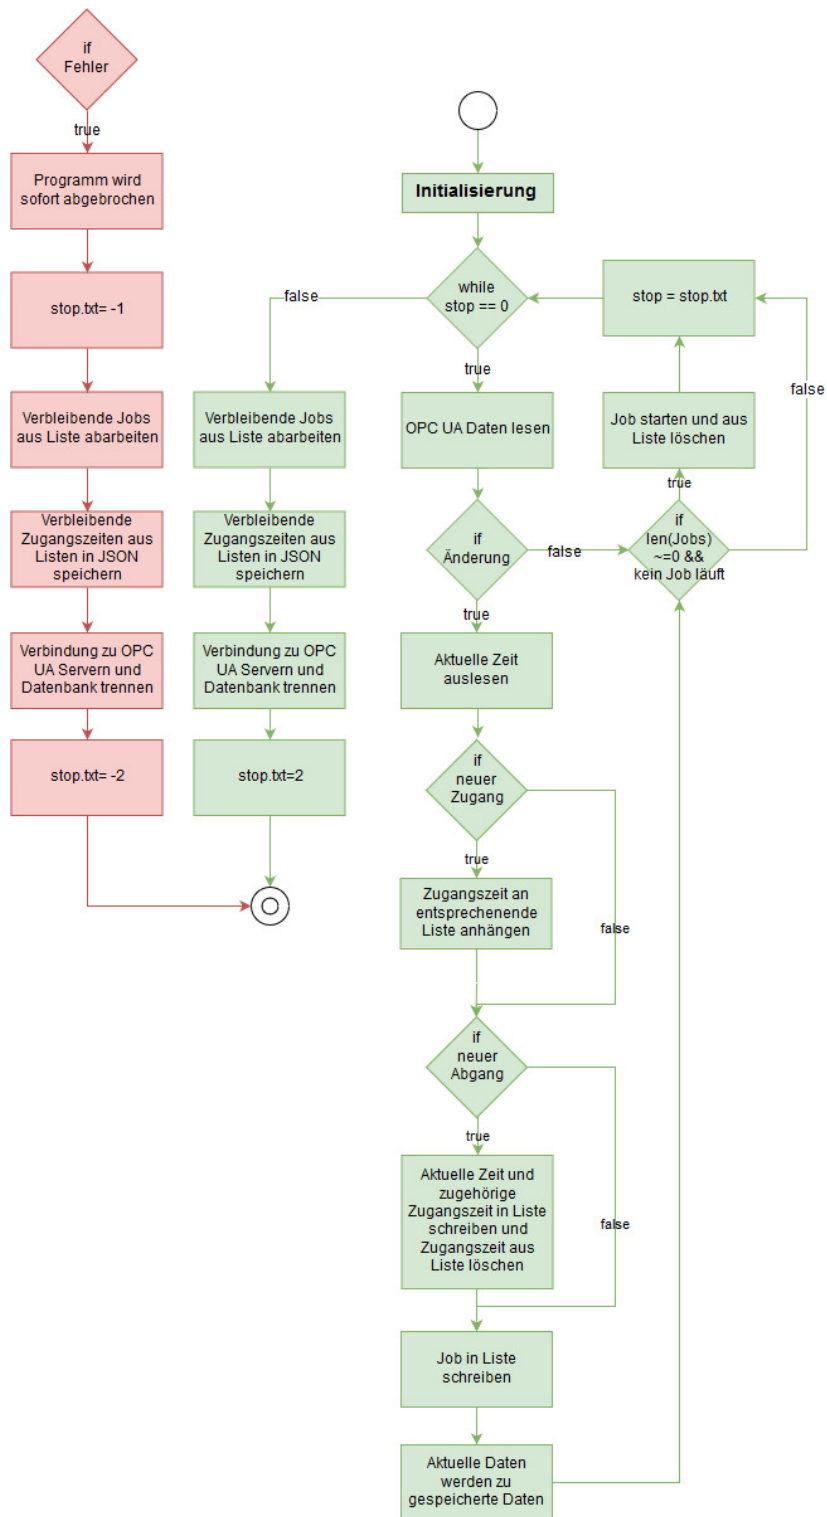 if
Fehler
true
Programm wird
sofort abgebrochen
stop.txt= -1
Verbleibende Jobs
aus Liste abarbeiten
Verbleibende
Zugangszeiten aus
Listen in JSON
speichern
Verbindung zu OPC
UA Servern und
Datenbank trennen
stop.txt= -2
Initialisierung
while
stop == 0
false
Verbleibende Jobs
aus Liste abarbeiten
Verbleibende
Zugangszeiten aus
Listen in JSON
speichern
Verbindung zu OPC
UA Servern und
Datenbank trennen
stop.txt=2
true
OPC UA Daten lesen
if
Änderung
false
true
Aktuelle Zeit
auslesen
if
neuer
Zugang
true
false
Zugangszeit an
entsprechenende
Liste anhängen
if
neuer
Abgang
true
false
Aktuelle Zeit und
zugehörige
Zugangszeit in Liste
schreiben und
Zugangszeit aus
Liste löschen
Job in Liste
schreiben
Aktuelle Daten
werden zu
gespeicherte Daten
if
len(Jobs)
~=0 &&
kein Job läuft
true
false
Job starten und aus
Liste löschen
stop = stop.txt